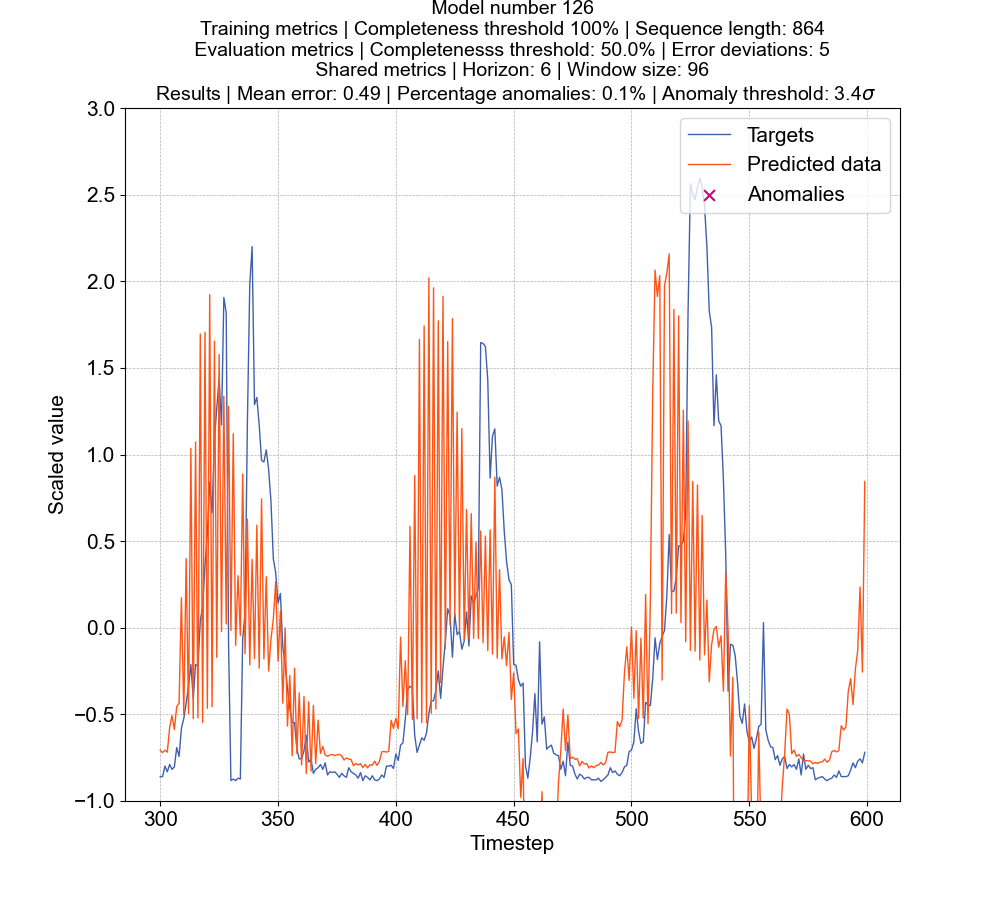 Model number 126
Training metrics | Completeness threshold 100% | Sequence length: 864
Evaluation metrics | Completenesss threshold: 50.0% | Error deviations: 5
Shared metrics | Horizon: 6 | Window size: 96
Results | Mean error: 0.49 | Percentage anomalies: 0.1% | Anomaly threshold: 3.4σ
3.0
2.5
2.0
1.5
1.0
0.5
0.0
−0.5
−1.0
Scaled value
Targets
Predicted data
Anomalies
300 350 400 450 500 550 600
Timestep